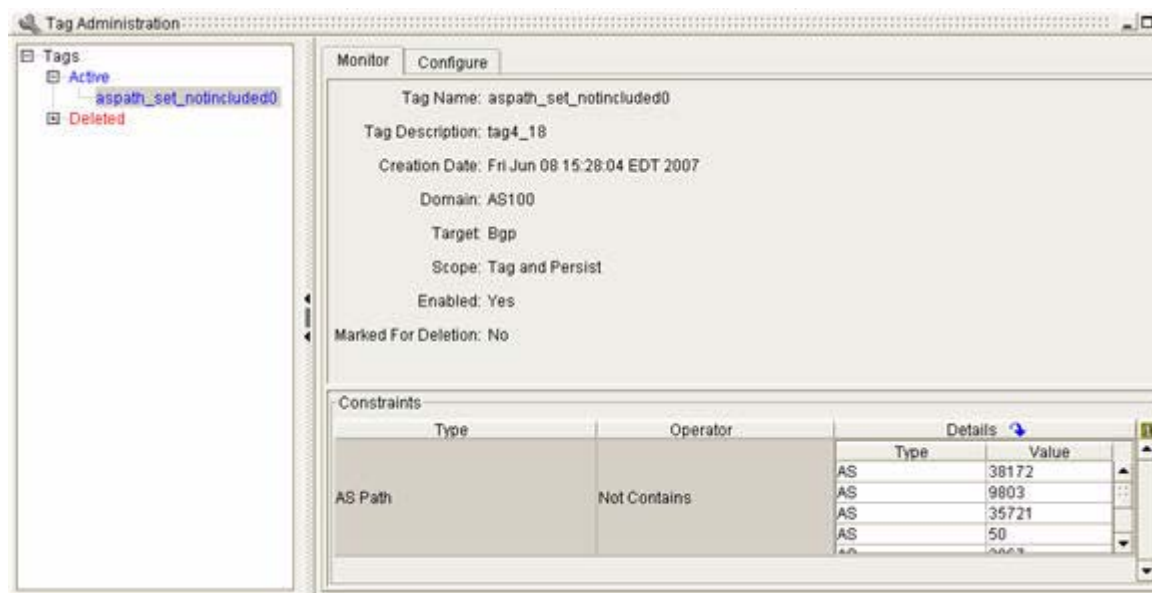 Tag Administration
Tags
Active
aspath_set_notincluded0
Deleted
Monitor Configure
Tag Name: aspath_set_notincluded0
Tag Description: tag4_18
Creation Date: Fri Jun 08 15:28:04 EDT 2007
Domain: AS100
Target: Bgp
Scope: Tag and Persist
Enabled: Yes
Marked For Deletion: No
Constraints
Type Operator Details
Type Value
AS 38172
AS 9803
AS Path Not Contains
AS 35721
AS 50